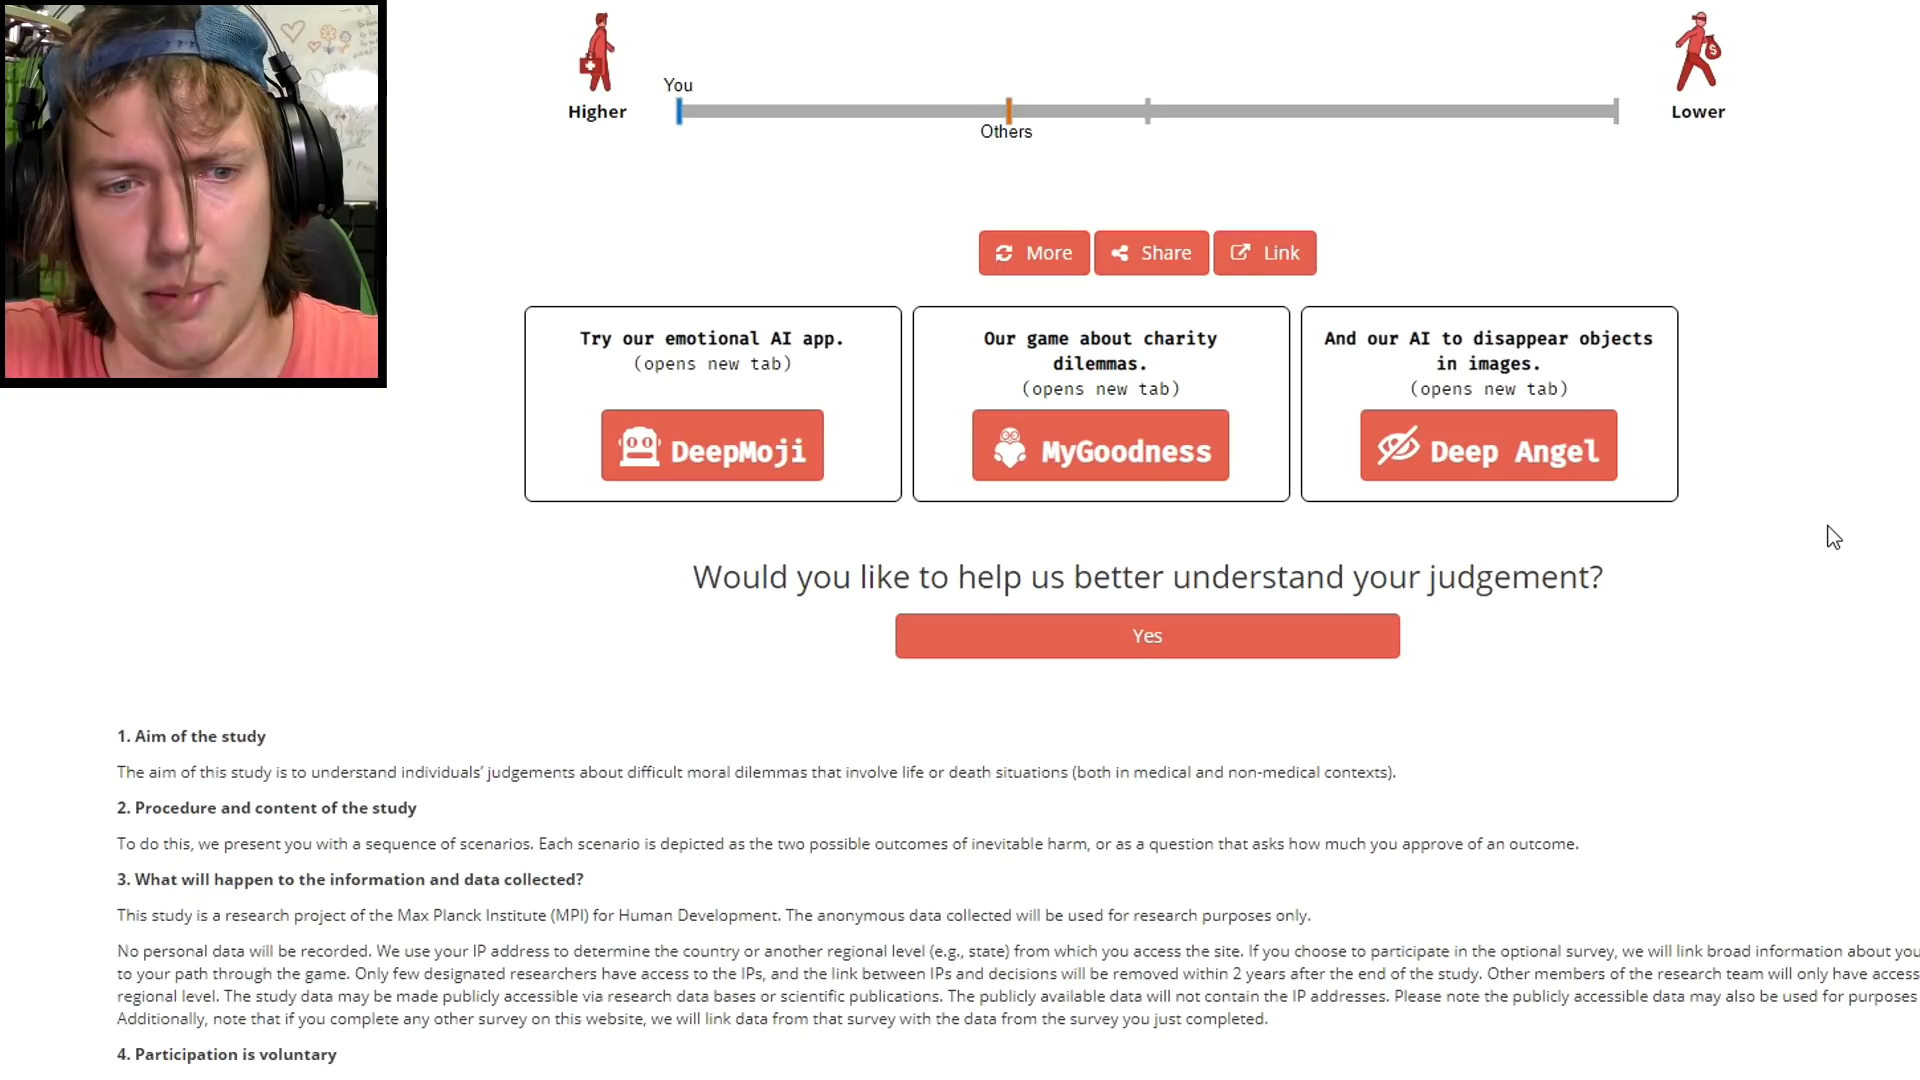 You
Higher
Lower
Others
More
Share
Link
Try our emotional AI app.
(opens new tab)
DeepMoji
Our game about charity
dilemmas.
(opens new tab)
MyGoodness
And our AI to disappear objects
in images.
(opens new tab)
Deep Angel
Would you like to help us better understand your judgement?
Yes
1. Aim of the study
The aim of this study is to understand individuals’ judgements about difficult moral dilemmas that involve life or death situations (both in medical and non-medical contexts).
2. Procedure and content of the study
To do this, we present you with a sequence of scenarios. Each scenario is depicted as the two possible outcomes of inevitable harm, or as a question that asks how much you approve of an outcome.
3. What will happen to the information and data collected?
This study is a research project of the Max Planck Institute (MPI) for Human Development. The anonymous data collected will be used for research purposes only.
No personal data will be recorded. We use your IP address to determine the country or another regional level (e.g., state) from which you access the site. If you choose to participate in the optional survey, we will link broad information about you
to your path through the game. Only few designated researchers have access to the IPs, and the link between IPs and decisions will be removed within 2 years after the end of the study. Other members of the research team will only have access
regional level. The study data may be made publicly accessible via research data bases or scientific publications. The publicly available data will not contain the IP addresses. Please note the publicly accessible data may also be used for purposes
Additionally, note that if you complete any other survey on this website, we will link data from that survey with the data from the survey you just completed.
4. Participation is voluntary